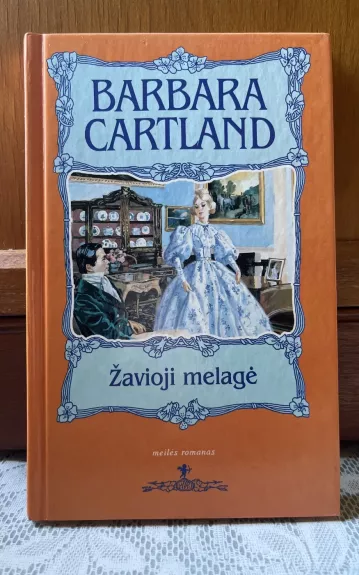 BARBARA
CARTLAND
Žavioji melagė
meilės romanas